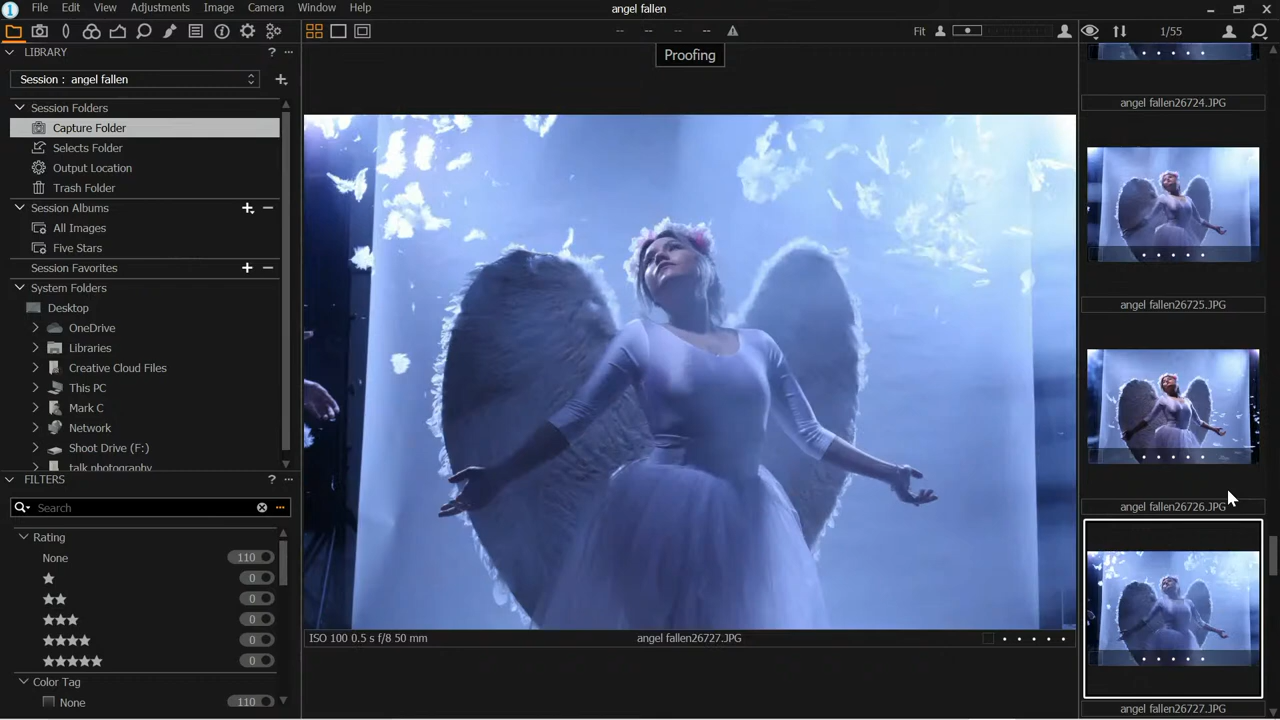 File Edit View Adjustments Image Camera Window Help
angel fallen
-- -- -- --
Fit
1/55
Proofing
LIBRARY ? ...
Session : angel fallen
Session Folders
Capture Folder
Selects Folder
Output Location
Trash Folder
Session Albums
All Images
Five Stars
Session Favorites
System Folders
Desktop
OneDrive
Libraries
Creative Cloud Files
This PC
Mark C
Network
Shoot Drive (F:)
talk photography
FILTERS ? ...
Search
Rating
None 110
0
0
0
0
0
Color Tag
None 110
ISO 100 0.5 s f/8 50 mm
angel fallen26727.JPG
angel fallen26724.JPG
angel fallen26725.JPG
angel fallen26726.JPG
angel fallen26727.JPG